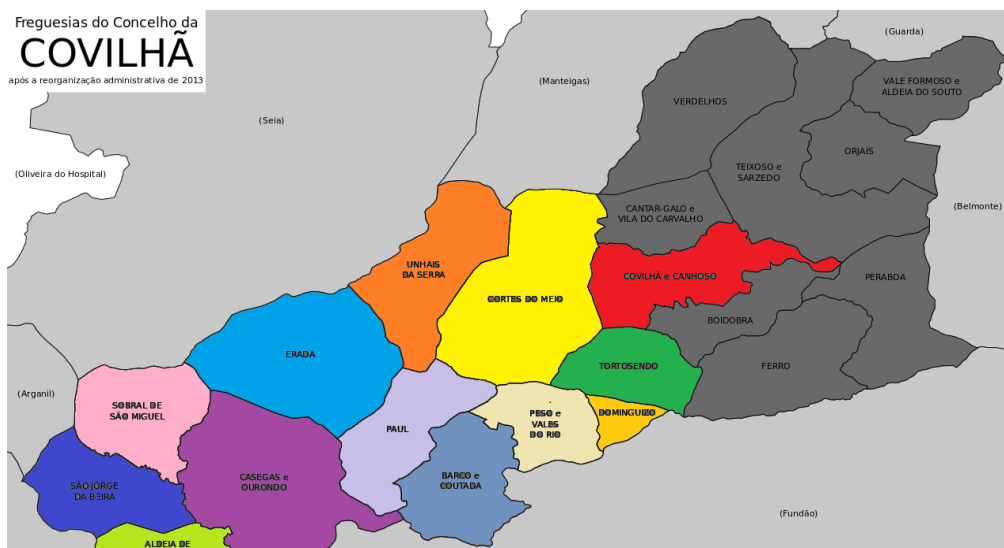 Freguesias do Concelho da
COVILHÃ
após a reorganização administrativa de 2013
(Guarda)
(Manteigas)
VALE FORMOSO e
ALDEIA DO SOUTO
VERDELHOS
(Seia)
ORJAIS
TEIXOSO e
SARZEDO
(Oliveira do Hospital)
(Belmonte)
CANTAR-GALO e
VILA DO CARVALHO
UNHAIS
DA SERRA
COVILHÃ e CANHOSO
PERABOA
CORTES DO MEIO
BOIDOBRA
ERADA
TORTOSENDO
FERRO
(Arganil)
SOBRAL DE
SÃO MIGUEL
PESO e
VALES
DO RIO
DOMINGUIZO
PAUL
CASEGAS e
OURONDO
BARCO e
COUTADA
SÃO JORGE
DA BEIRA
(Fundão)
ALDEIA DE